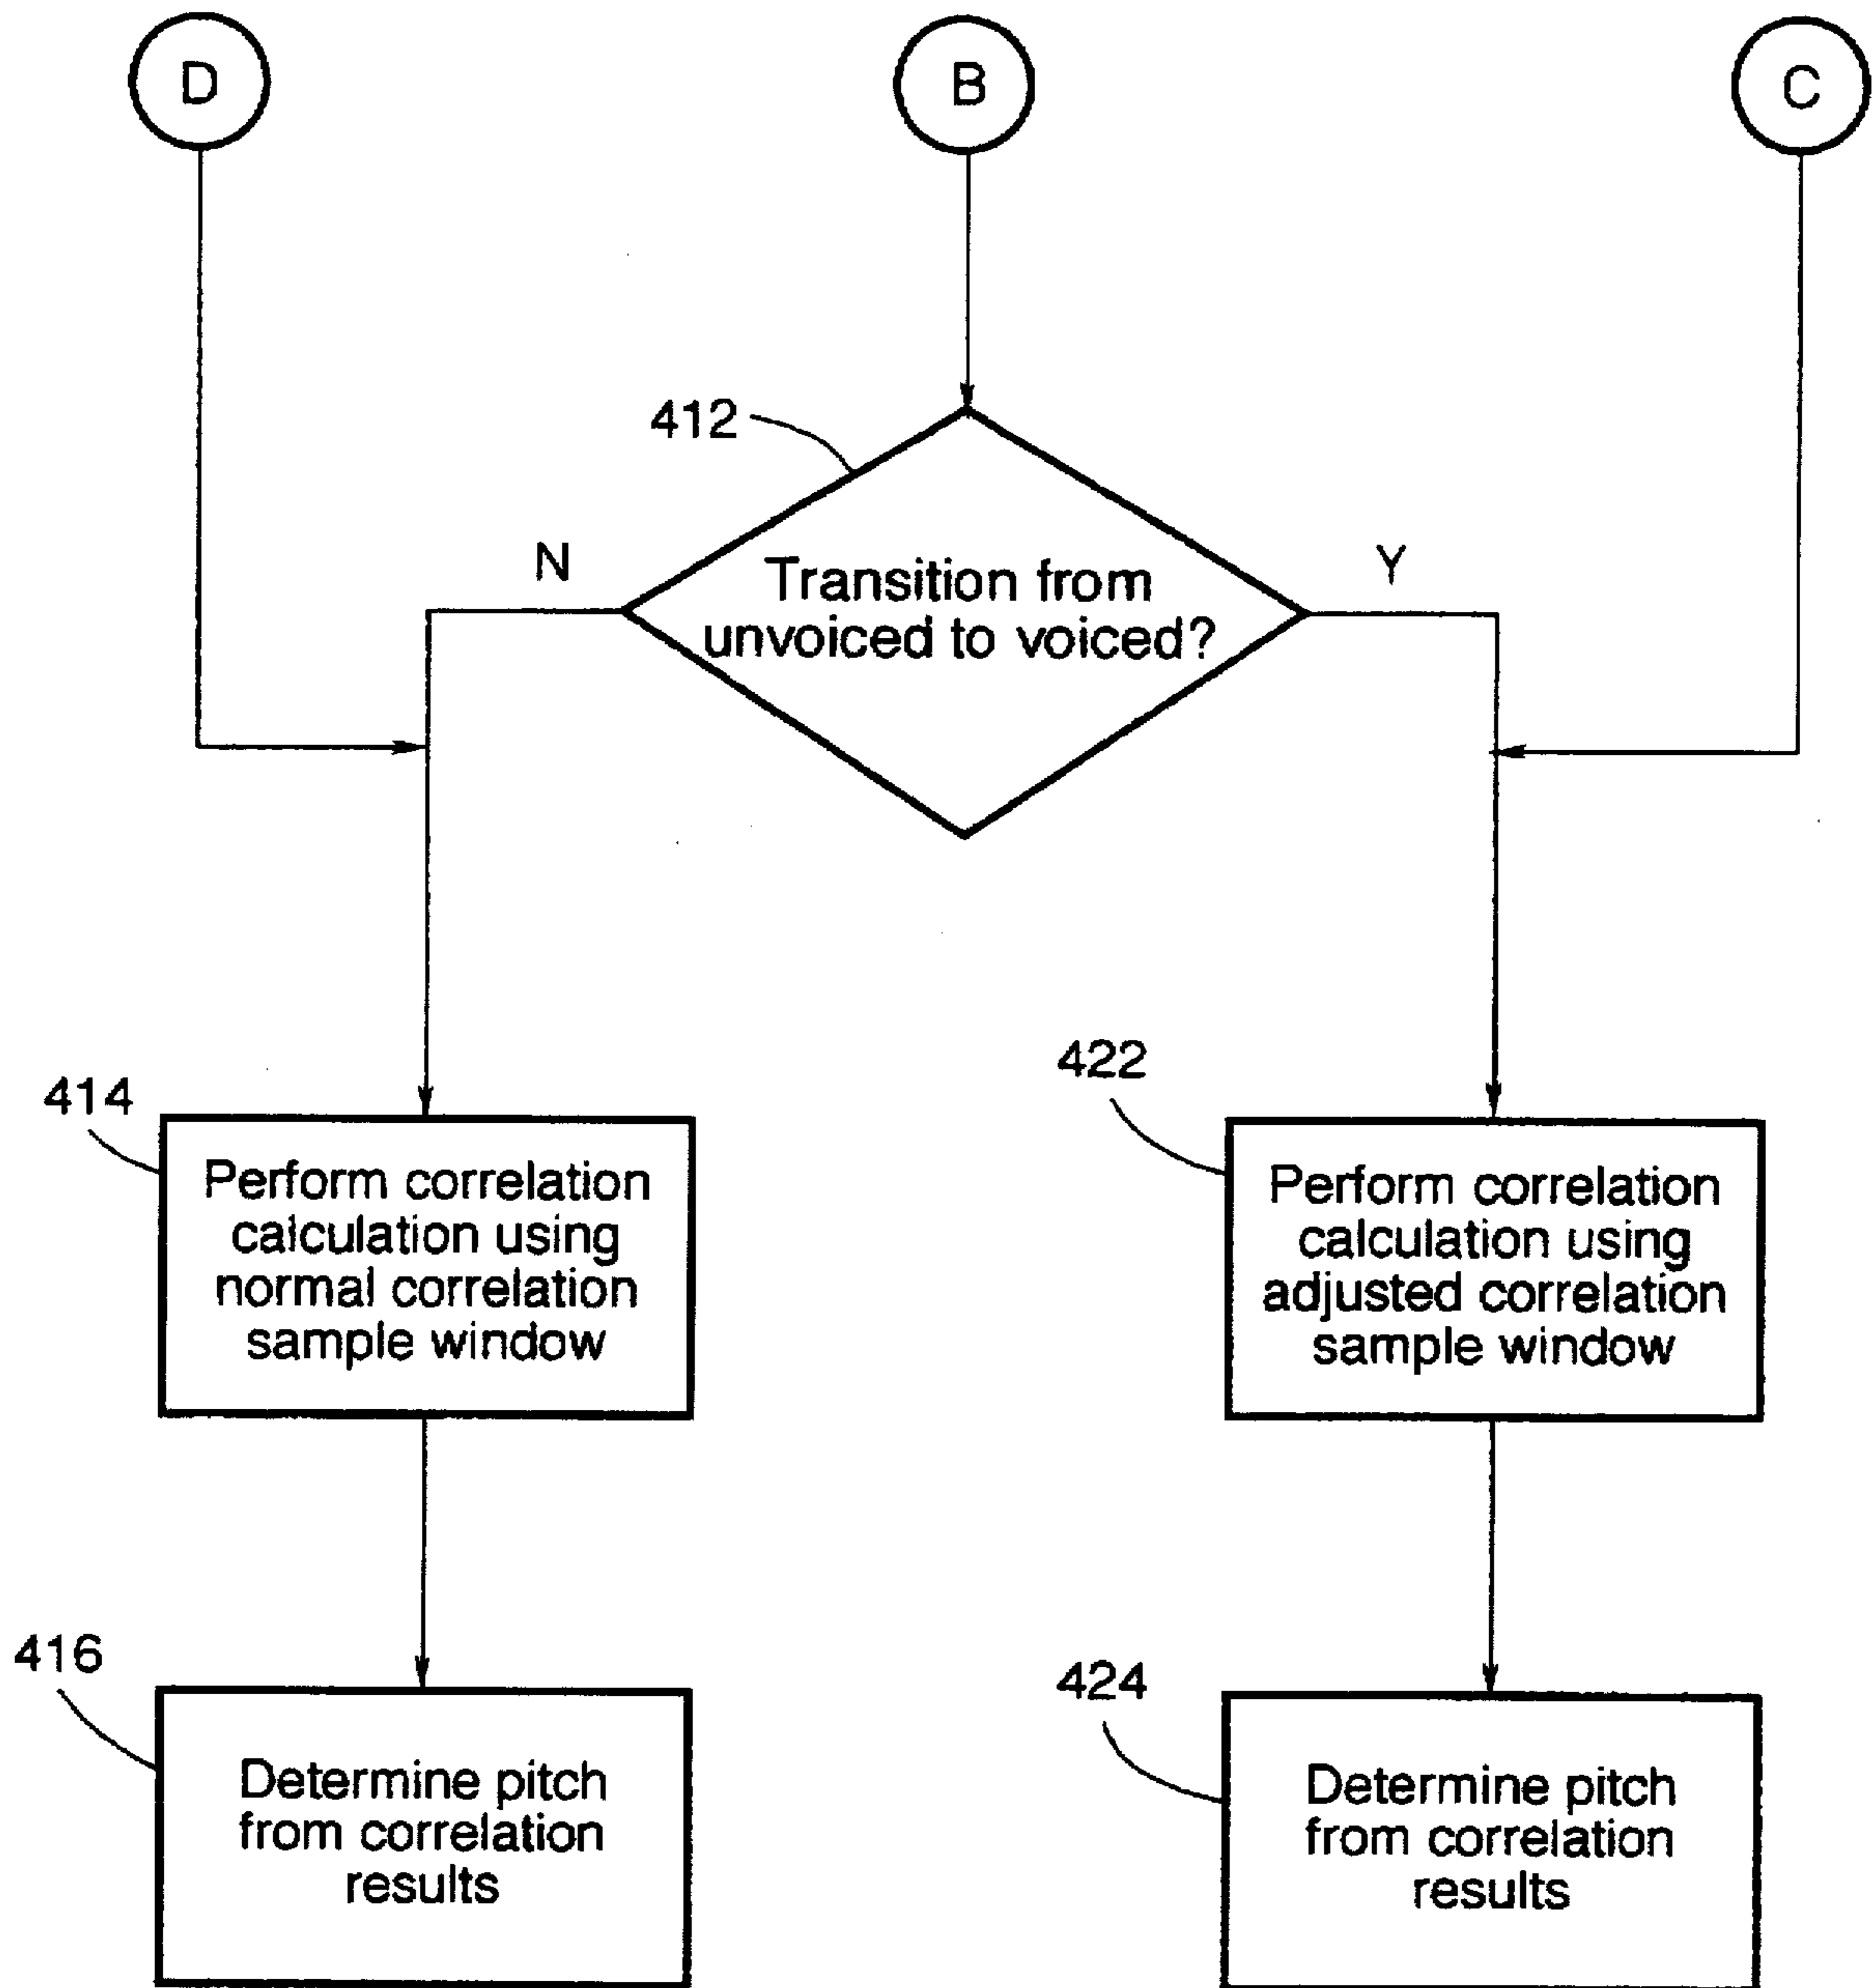 D
B
C
412
N
Y
Transition from
unvoiced to voiced?
414
Perform correlation
calculation using
normal correlation
sample window
422
Perform correlation
calculation using
adjusted correlation
sample window
416
Determine pitch
from correlation
results
424
Determine pitch
from correlation
results